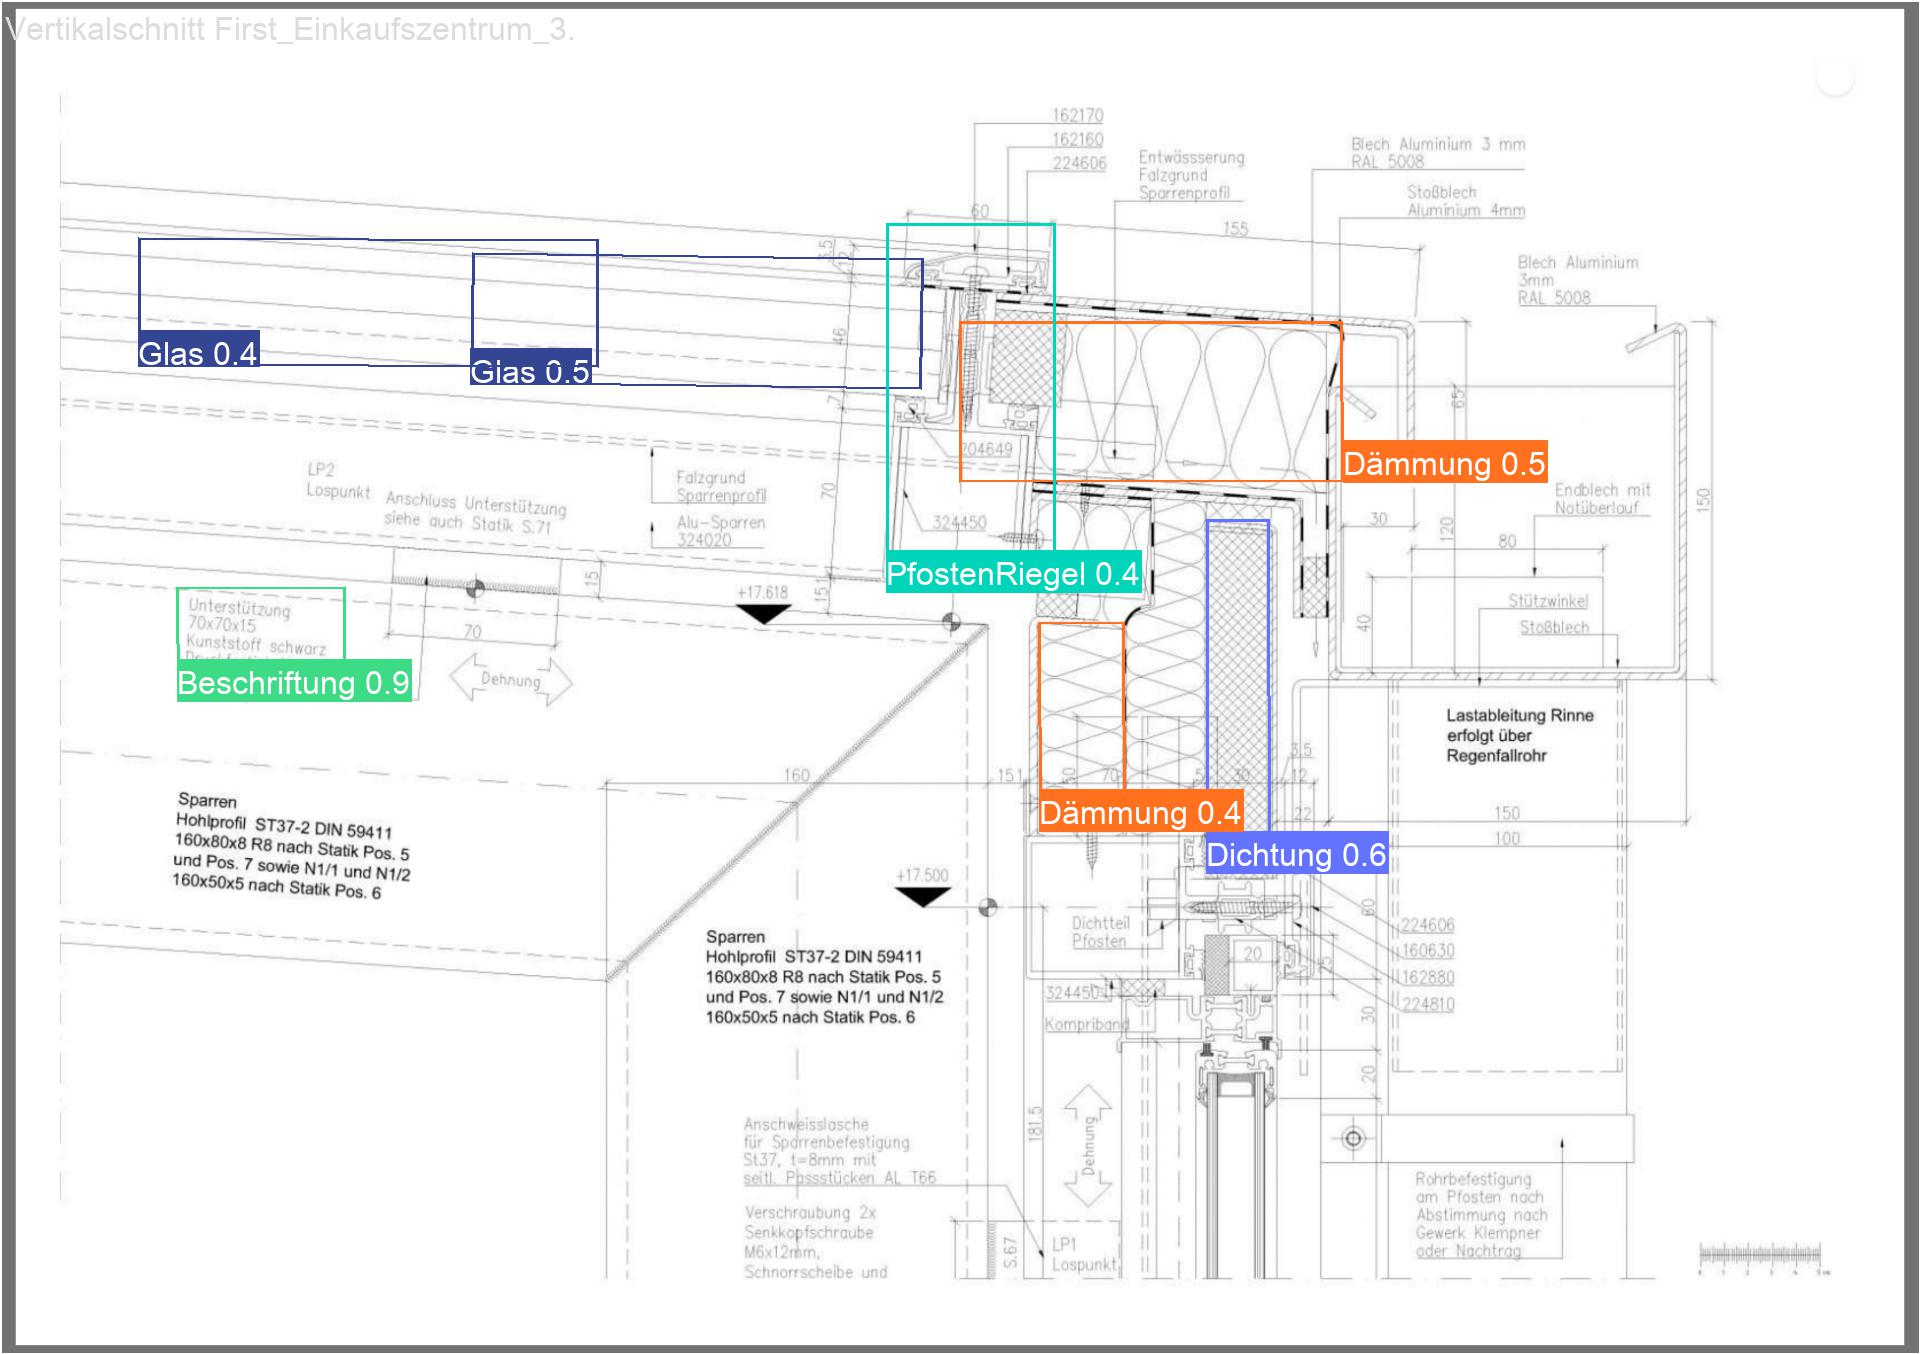 Vertikalschnitt First_Einkaufszentrum_3.
162170
162160
224606
Entwässserung
Falzgrund
Sparrenprofil
Blech Aluminium 3 mm
RAL 5008
Stoßblech
Aluminium 4mm
60
155
Blech Aluminium
3mm
RAL 5008
3,5
12
46
7
Glas 0.4
Glas 0.5
65
Dämmung 0.5
204649
LP2
Lospunkt
Anschluss Unterstützung
siehe auch Statik S.71
Falzgrund
Sparrenprofil
Alu-Sparren
324020
70
324450
30
120
150
Endblech mit
Notüberlauf
80
PfostenRiegel 0.4
15
151
+17.618
Unterstützung
70x70x15
Kunststoff schwarz
70
Dehnung
Beschriftung 0.9
40
Stützwinkel
Stoßblech
Lastableitung Rinne
erfolgt über
Regenfallrohr
3.5
160
151
50
70
5
30
12
22
150
100
Dämmung 0.4
Dichtung 0.6
Sparren
Hohlprofil ST37-2 DIN 59411
160x80x8 R8 nach Statik Pos. 5
und Pos. 7 sowie N1/1 und N1/2
160x50x5 nach Statik Pos. 6
+17.500
Sparren
Hohlprofil ST37-2 DIN 59411
160x80x8 R8 nach Statik Pos. 5
und Pos. 7 sowie N1/1 und N1/2
160x50x5 nach Statik Pos. 6
Dichtteil
Pfosten
60
224606
160630
162880
224810
20
25
324450
Kompriband
30
20
181.5
Dehnung
Anschweisslasche
für Sparrenbefestigung
St37, t=8mm mit
seitl. Passstücken AL T66
Verschraubung 2x
Senkkopfschraube
M6x12mm,
Schnorrscheibe und
S.67
LP1
Lospunkt
Rohrbefestigung
am Pfosten nach
Abstimmung nach
Gewerk Klempner
oder Nachtrag